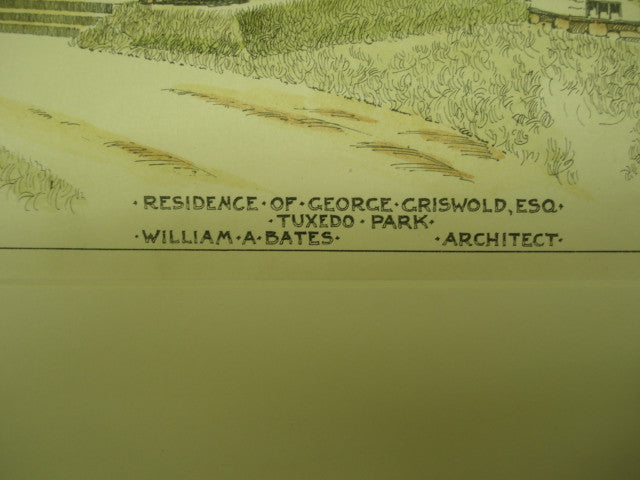 · RESIDENCE · OF · GEORGE · GRISWOLD, ESQ ·
· TUXEDO · PARK ·
· WILLIAM · A · BATES · · ARCHITECT ·